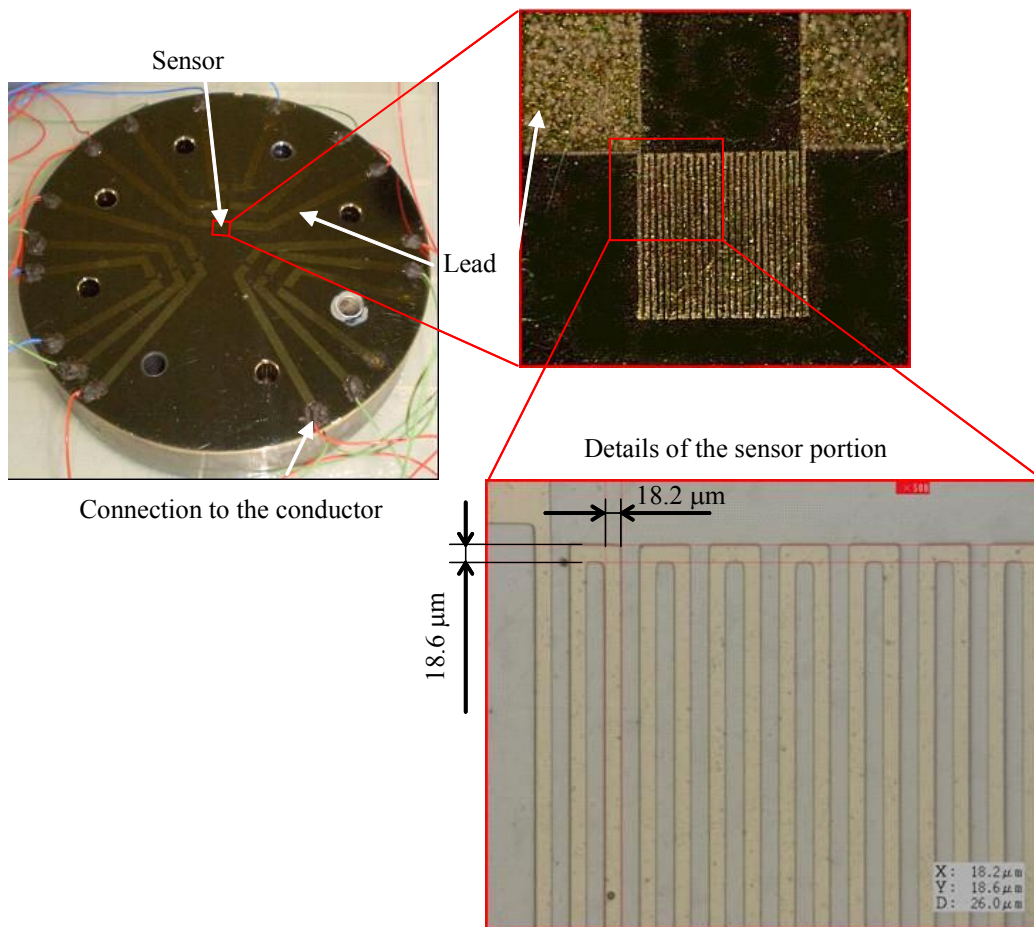 Sensor
Lead
Connection to the conductor
Details of the sensor portion
×500
18.2 μm
18.6 μm
X: 18.2μm
Y: 18.6μm
D: 26.0μm